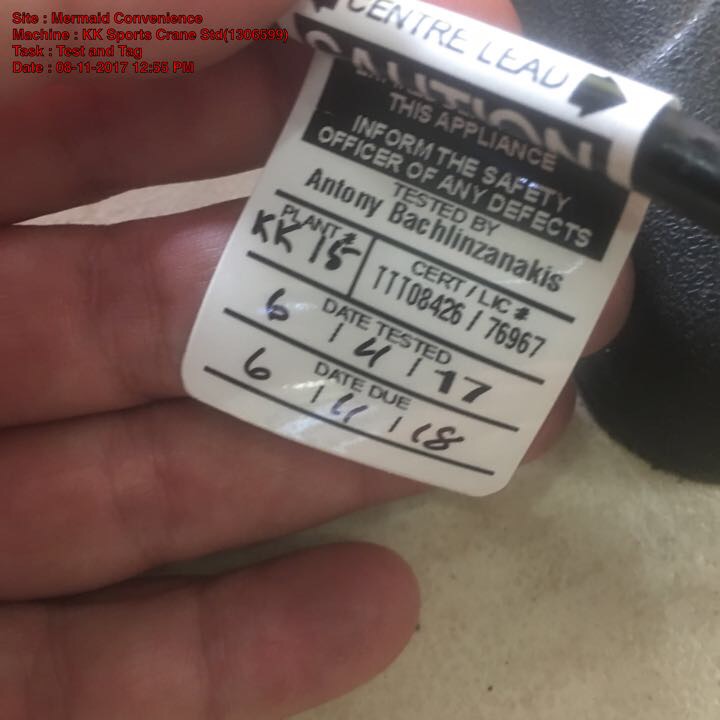 Site : Mermaid Convenience
Machine : KK Sports Crane Std(1306599)
Task : Test and Tag
Date : 06-11-2017 12:55 PM
CENTRE LEAD
CAUTION
THIS APPLIANCE
INFORM THE SAFETY
OFFICER OF ANY DEFECTS
TESTED BY
Antony Bachlinzanakis
PLANT # CERT / LIC #
KK 15 TTT08426 / 76967
DATE TESTED
6 / 11 / 17
DATE DUE
6 / 11 / 18